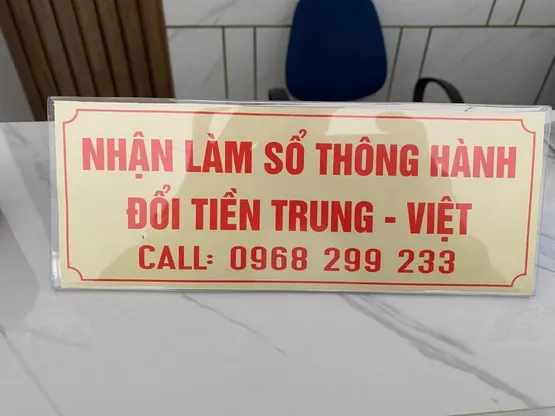 NHẬN LÀM SỔ THÔNG HÀNH
ĐỔI TIỀN TRUNG - VIỆT
CALL: 0968 299 233